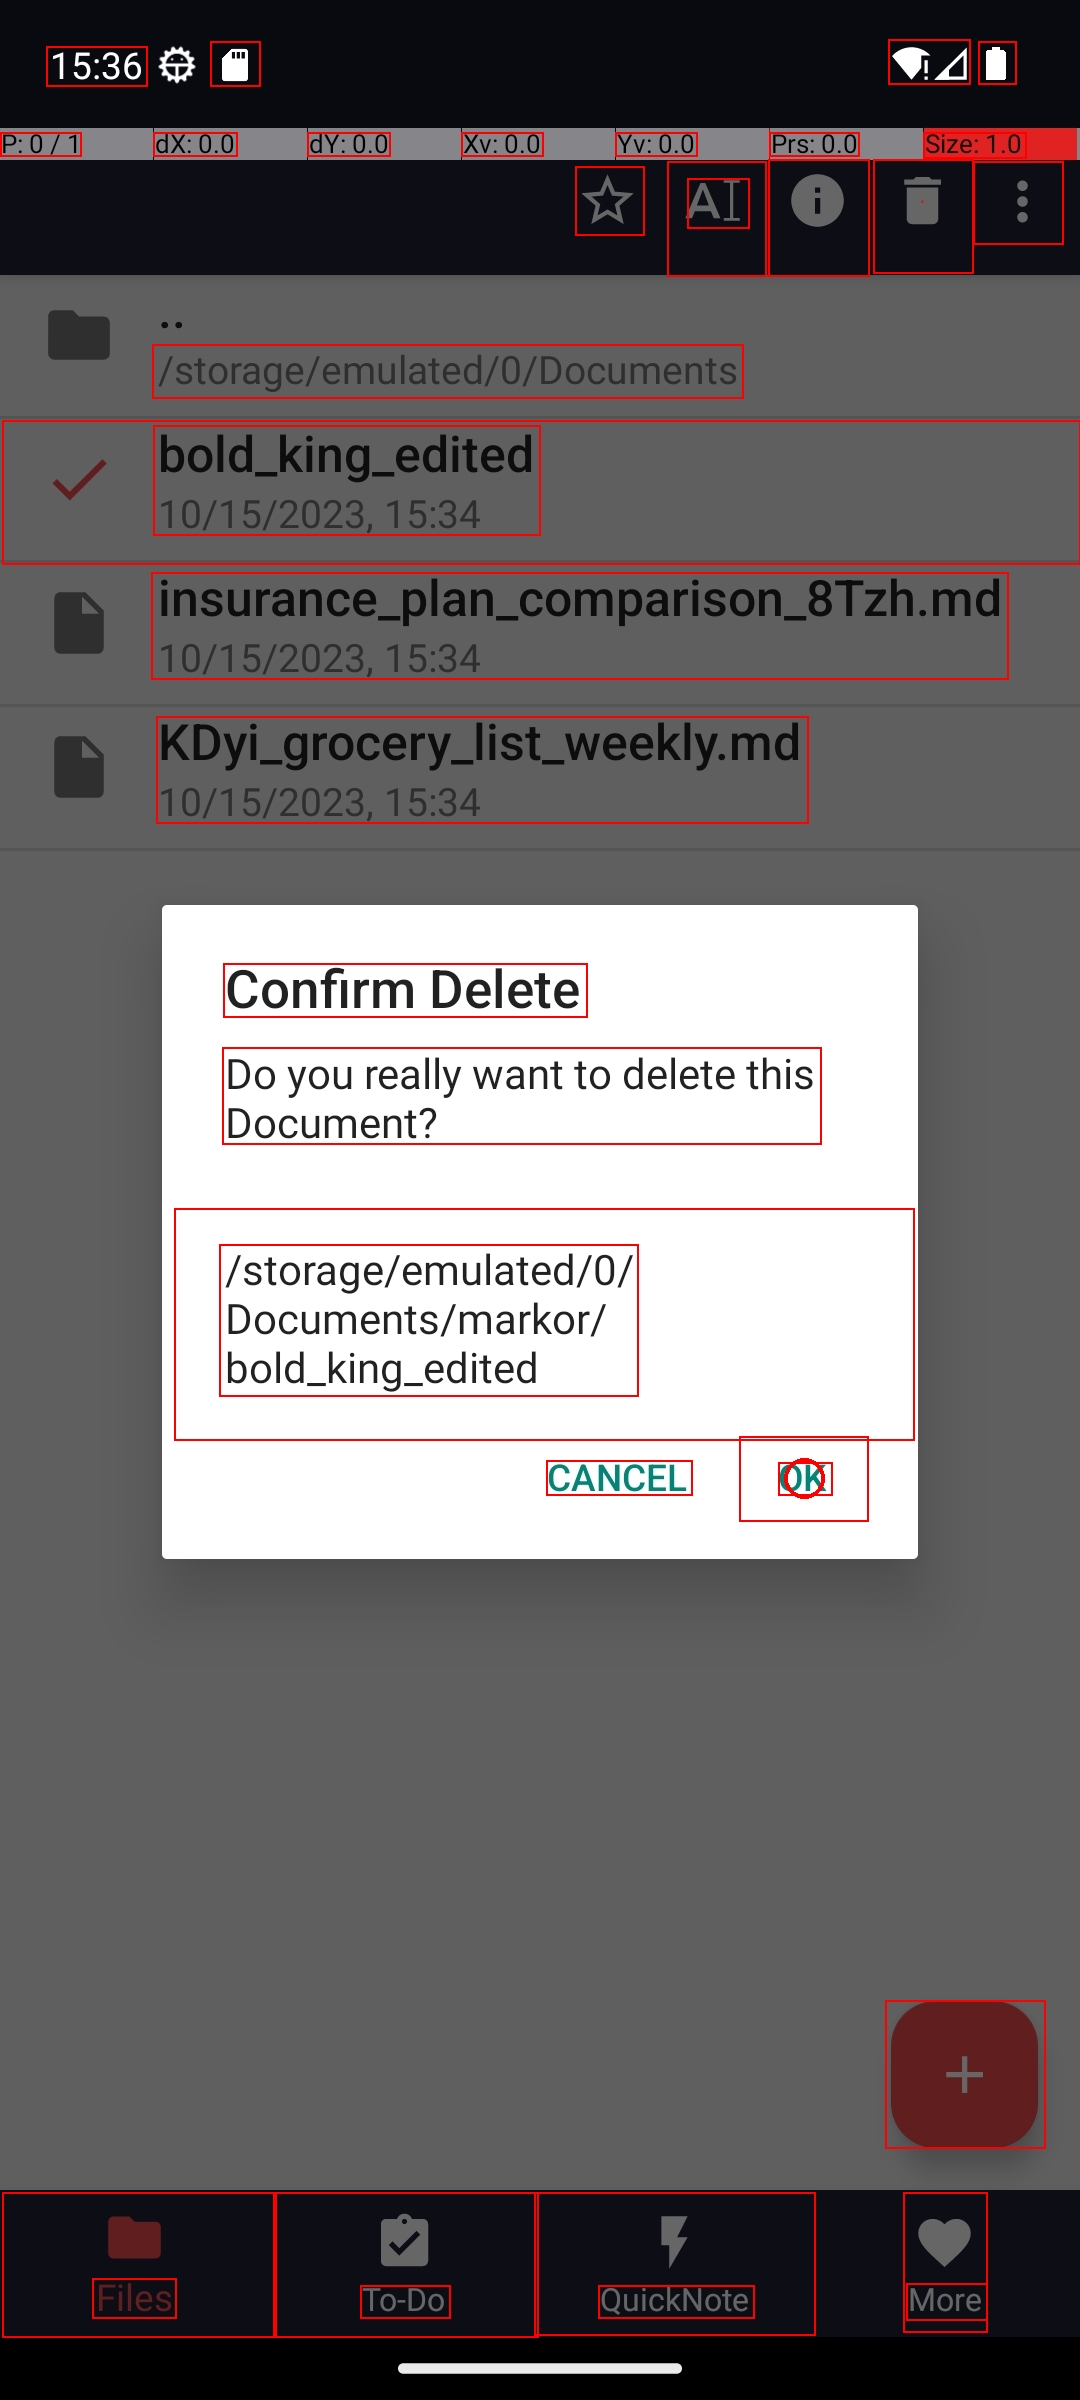 15:36
P: 0 / 1 dX: 0.0 dY: 0.0 Xv: 0.0 Yv: 0.0 Prs: 0.0 Size: 1.0
..
/storage/emulated/0/Documents
bold_king_edited
10/15/2023, 15:34
insurance_plan_comparison_8Tzh.md
10/15/2023, 15:34
KDyi_grocery_list_weekly.md
10/15/2023, 15:34
Confirm Delete
Do you really want to delete this
Document?
/storage/emulated/0/
Documents/markor/
bold_king_edited
CANCEL OK
Files To-Do QuickNote More